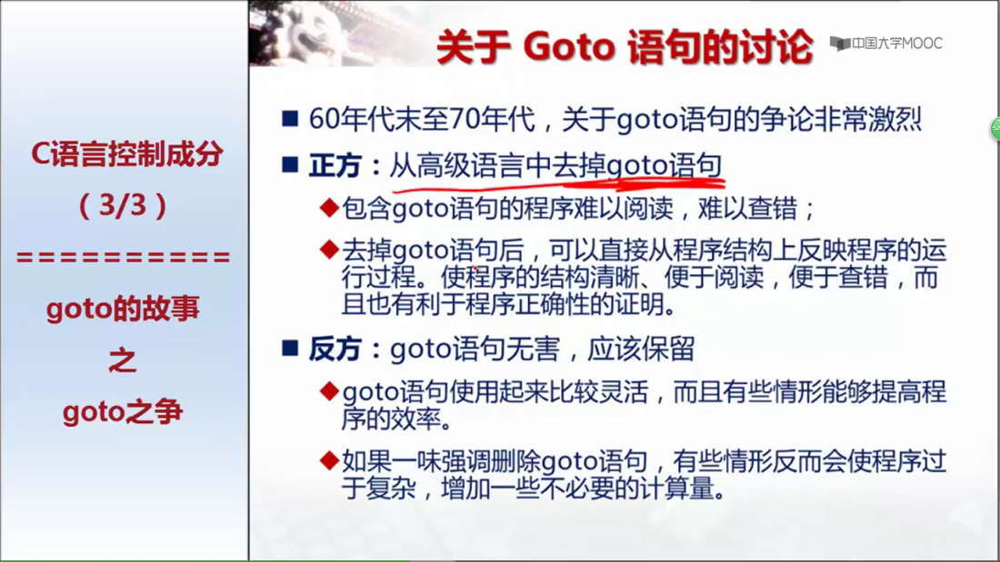 关于 Goto 语句的讨论
中国大学MOOC
C语言控制成分
（3/3）
==========
goto的故事
之
goto之争
60年代末至70年代，关于goto语句的争论非常激烈
正方：从高级语言中去掉goto语句
包含goto语句的程序难以阅读，难以查错；
去掉goto语句后，可以直接从程序结构上反映程序的运
行过程。使程序的结构清晰、便于阅读，便于查错，而
且也有利于程序正确性的证明。
反方：goto语句无害，应该保留
goto语句使用起来比较灵活，而且有些情形能够提高程
序的效率。
如果一味强调删除goto语句，有些情形反而会使程序过
于复杂，增加一些不必要的计算量。